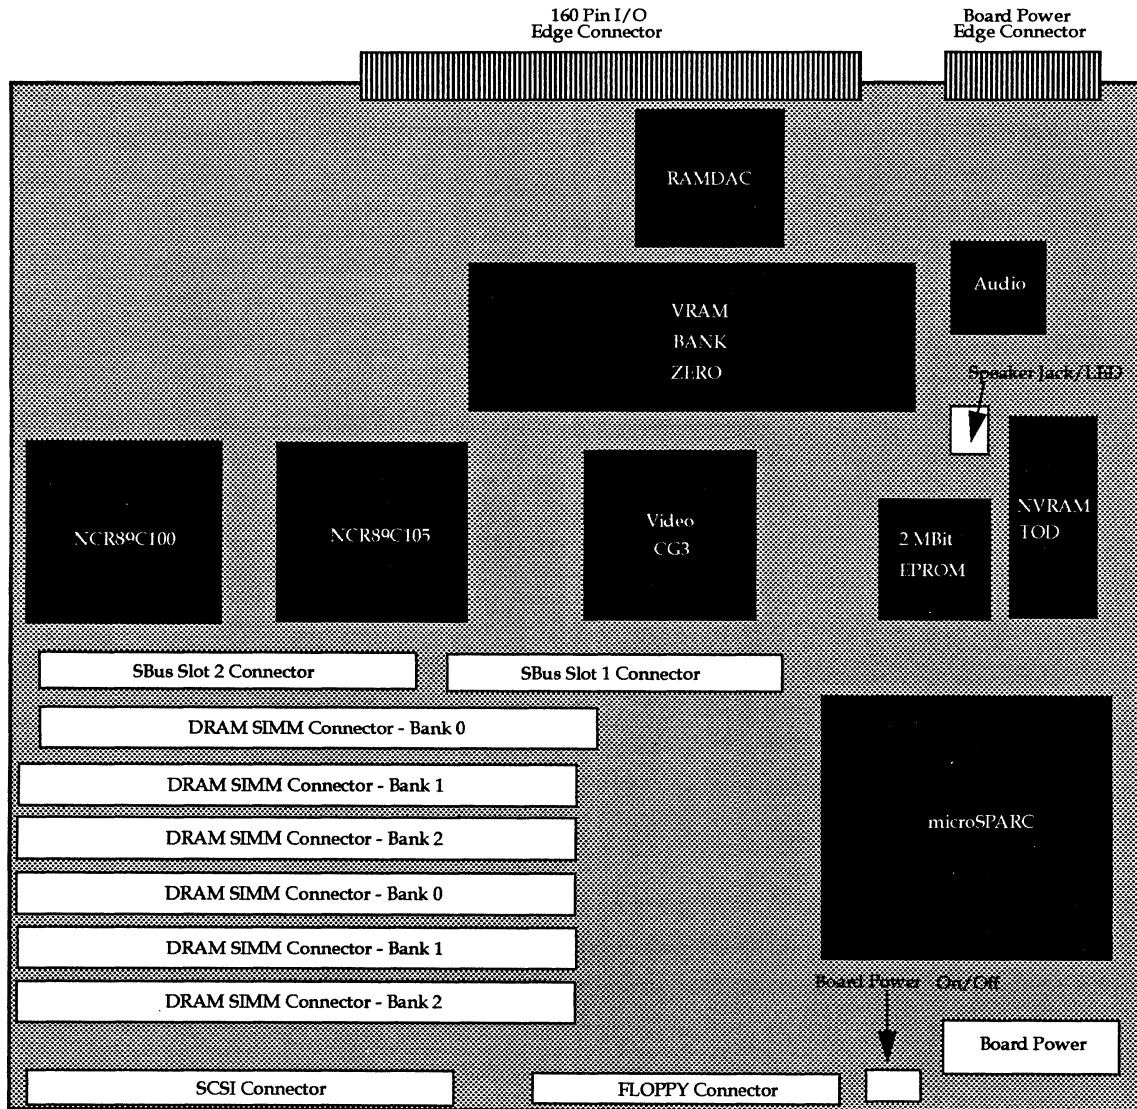 160 Pin I/O
Edge Connector
Board Power
Edge Connector
RAMDAC
Audio
VRAM
BANK
ZERO
Speaker Jack/LED
NCR89C100
NCR89C105
Video
CG3
2 MBit
EPROM
NVRAM
TOD
SBus Slot 2 Connector
SBus Slot 1 Connector
DRAM SIMM Connector - Bank 0
DRAM SIMM Connector - Bank 1
DRAM SIMM Connector - Bank 2
DRAM SIMM Connector - Bank 0
DRAM SIMM Connector - Bank 1
DRAM SIMM Connector - Bank 2
microSPARC
Board Power On/Off
Board Power
SCSI Connector
FLOPPY Connector